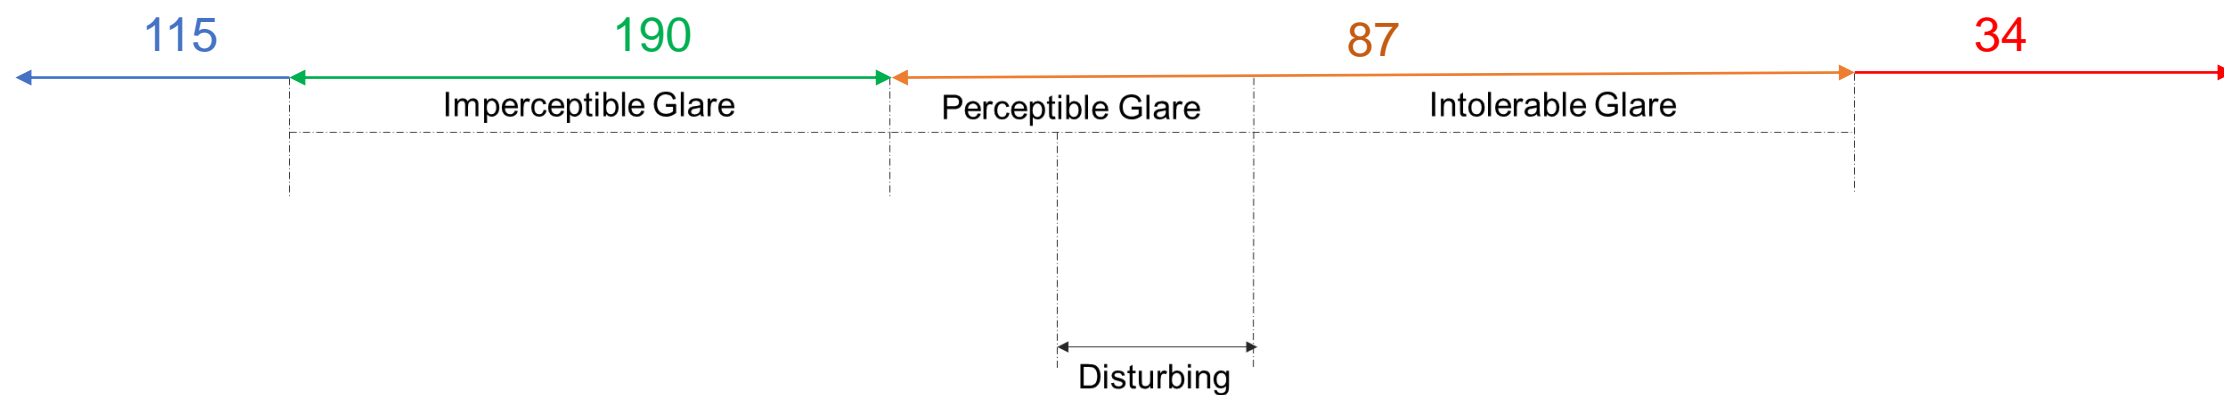 115
190
87
34
Imperceptible Glare
Perceptible Glare
Intolerable Glare
Disturbing